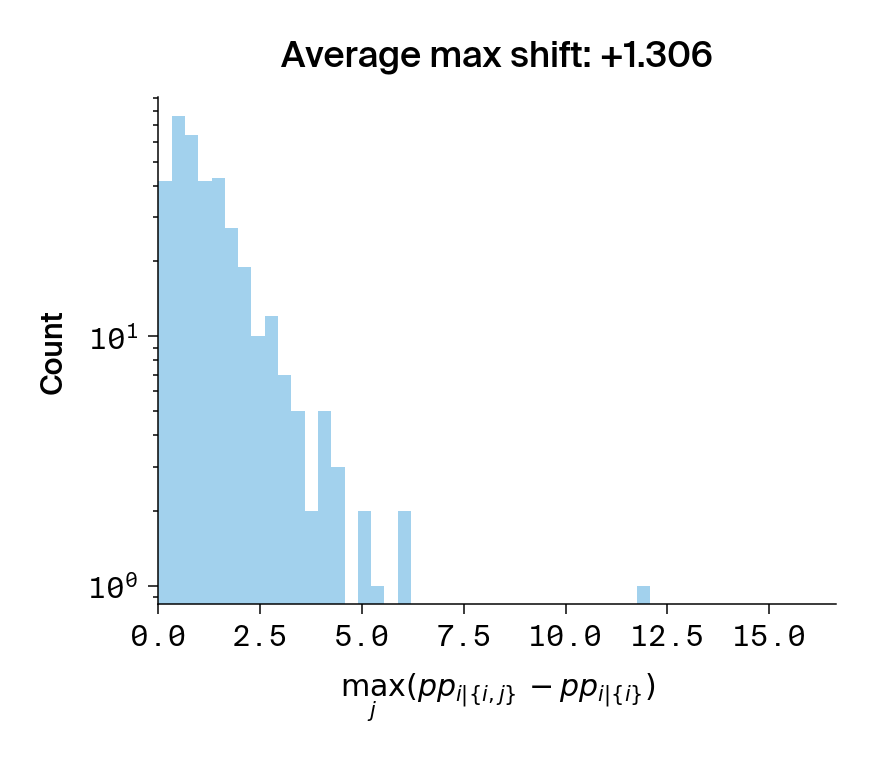 Average max shift: +1.306
Count
10¹
10⁰
0.0 2.5 5.0 7.5 10.0 12.5 15.0
max(pp_{i|{i,j}} − pp_{i|{i}})
j